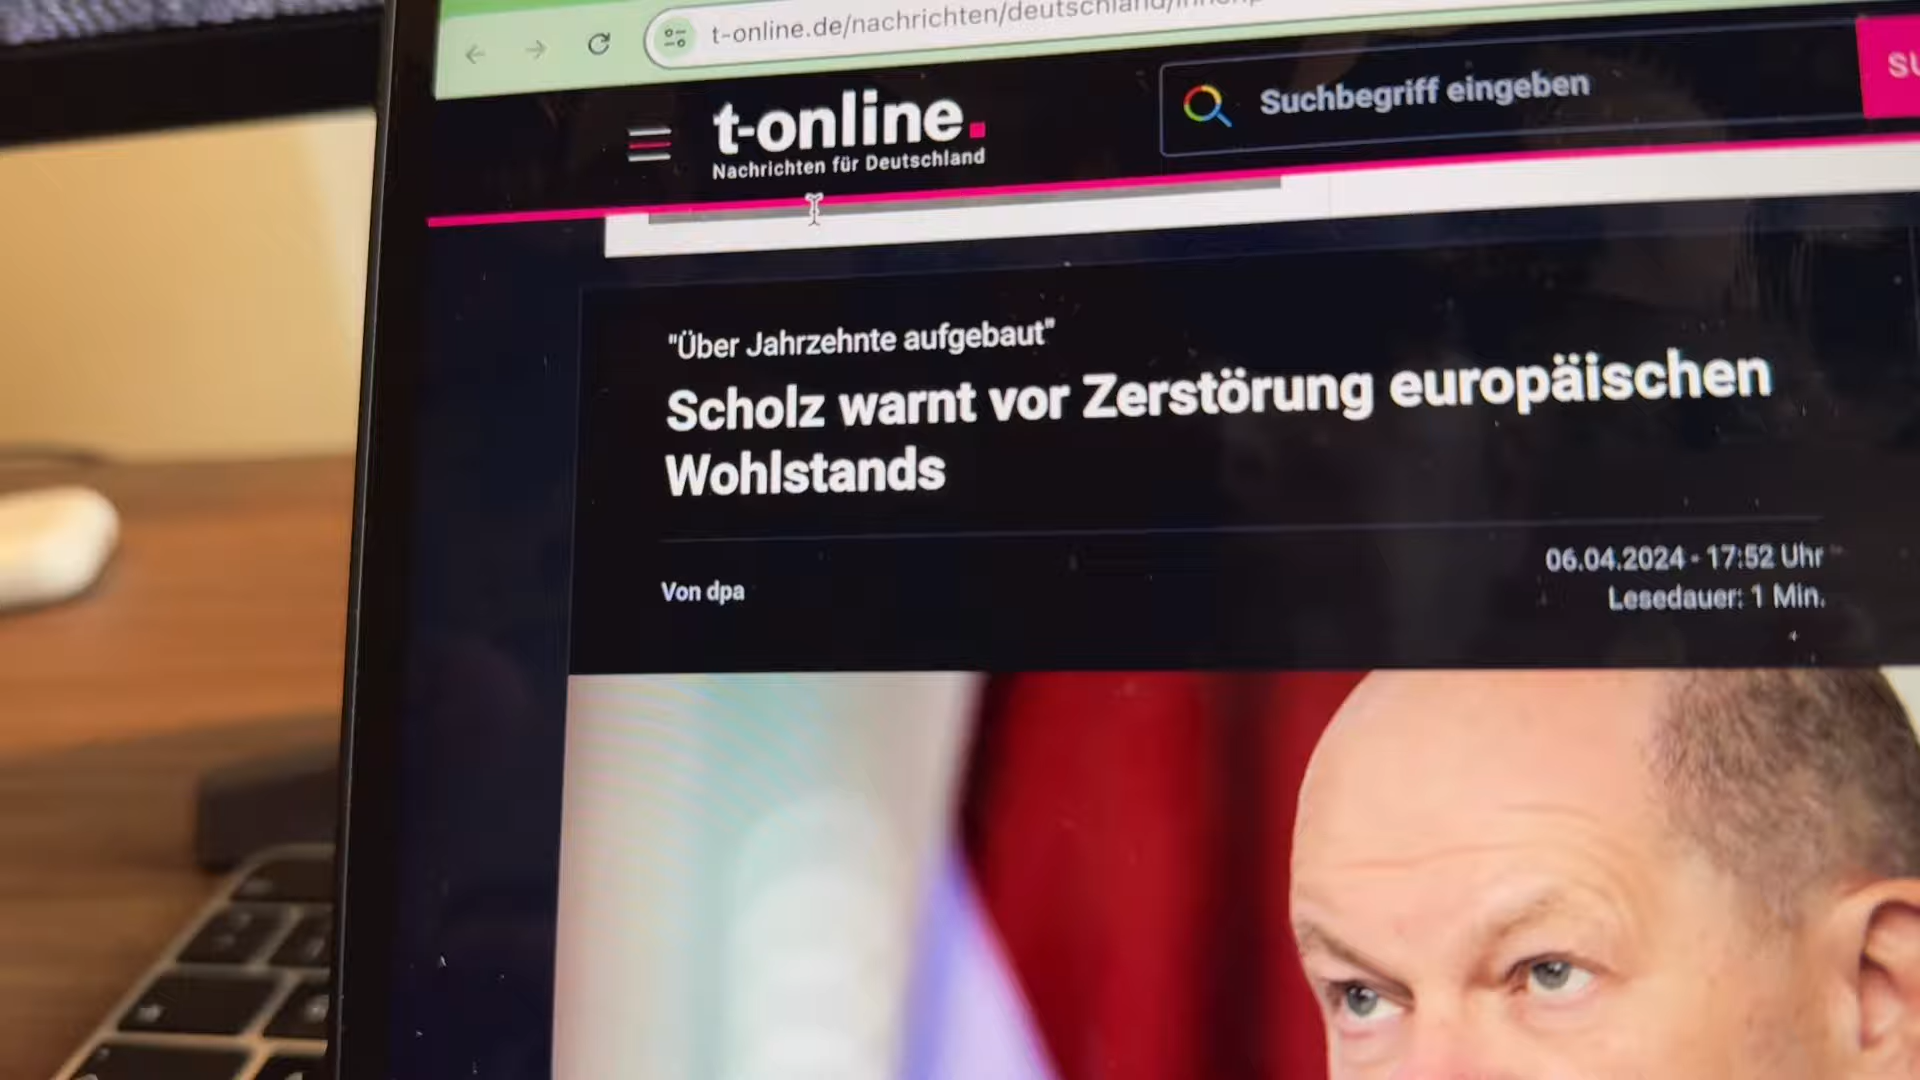 t-online.de/nachrichten/deutschland/innenp
t-online.
Nachrichten für Deutschland
Suchbegriff eingeben
"Über Jahrzehnte aufgebaut"
Scholz warnt vor Zerstörung europäischen
Wohlstands
Von dpa
06.04.2024 - 17:52 Uhr
Lesedauer: 1 Min.